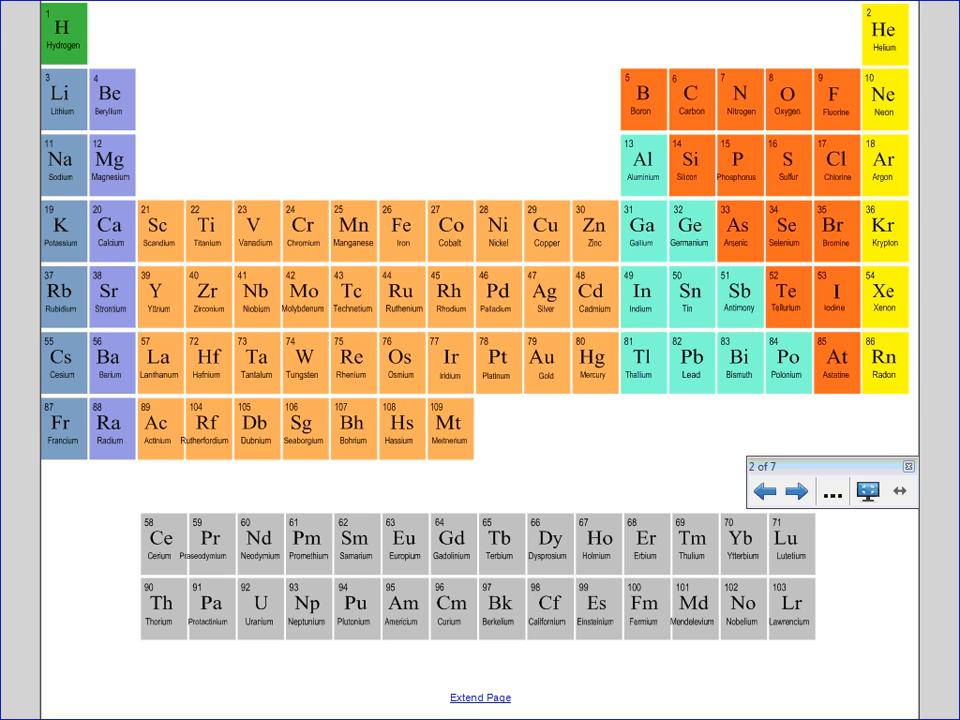 1 2
H He
Hydrogen Helium
3 4 5 6 7 8 9 10
Li Be B C N O F Ne
Lithium Beryllium Boron Carbon Nitrogen Oxygen Fluorine Neon
11 12 13 14 15 16 17 18
Na Mg Al Si P S Cl Ar
Sodium Magnesium Aluminium Silicon Phosphorus Sulfur Chlorine Argon
19 20 21 22 23 24 25 26 27 28 29 30 31 32 33 34 35 36
K Ca Sc Ti V Cr Mn Fe Co Ni Cu Zn Ga Ge As Se Br Kr
Potassium Calcium Scandium Titanium Vanadium Chromium Manganese Iron Cobalt Nickel Copper Zinc Gallium Germanium Arsenic Selenium Bromine Krypton
37 38 39 40 41 42 43 44 45 46 47 48 49 50 51 52 53 54
Rb Sr Y Zr Nb Mo Tc Ru Rh Pd Ag Cd In Sn Sb Te I Xe
Rubidium Strontium Yttrium Zirconium Niobium Molybdenum Technetium Ruthenium Rhodium Palladium Silver Cadmium Indium Tin Antimony Tellurium Iodine Xenon
55 56 57 72 73 74 75 76 77 78 79 80 81 82 83 84 85 86
Cs Ba La Hf Ta W Re Os Ir Pt Au Hg Tl Pb Bi Po At Rn
Cesium Barium Lanthanum Hafnium Tantalum Tungsten Rhenium Osmium Iridium Platinum Gold Mercury Thallium Lead Bismuth Polonium Astatine Radon
87 88 89 104 105 106 107 108 109
Fr Ra Ac Rf Db Sg Bh Hs Mt
Francium Radium Actinium Rutherfordium Dubnium Seaborgium Bohrium Hassium Meitnerium
2 of 7
...
58 59 60 61 62 63 64 65 66 67 68 69 70 71
Ce Pr Nd Pm Sm Eu Gd Tb Dy Ho Er Tm Yb Lu
Cerium Praseodymium Neodymium Promethium Samarium Europium Gadolinium Terbium Dysprosium Holmium Erbium Thulium Ytterbium Lutetium
90 91 92 93 94 95 96 97 98 99 100 101 102 103
Th Pa U Np Pu Am Cm Bk Cf Es Fm Md No Lr
Thorium Protactinium Uranium Neptunium Plutonium Americium Curium Berkelium Californium Einsteinium Fermium Mendelevium Nobelium Lawrencium
Extend Page